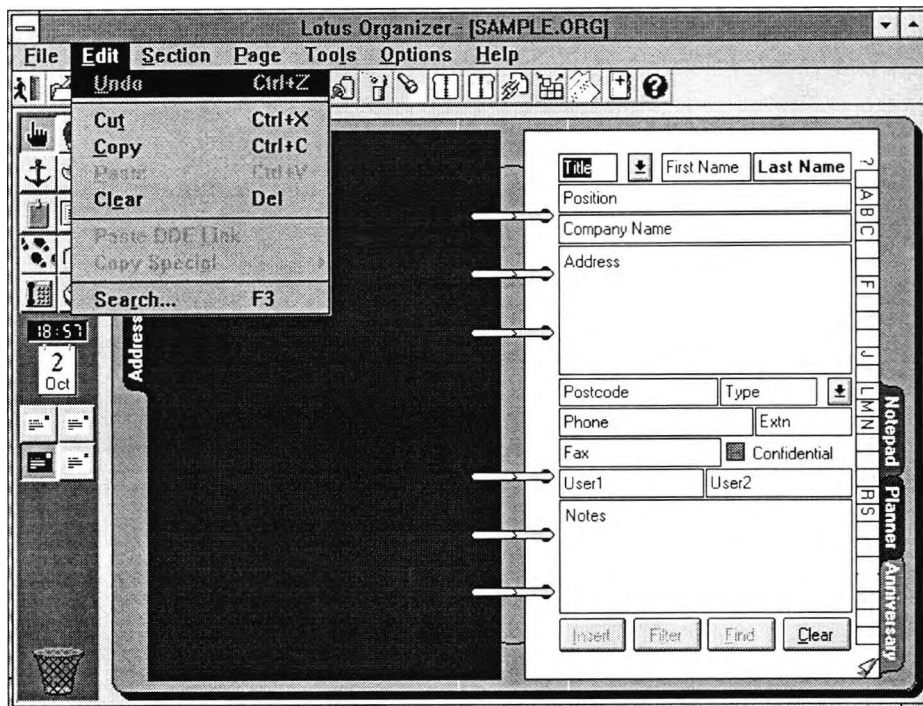 Lotus Organizer - [SAMPLE.ORG]
File Edit Section Page Tools Options Help
Undo Ctrl+Z
Cut Ctrl+X
Copy Ctrl+C
Paste Ctrl+V
Clear Del
Paste DDE Link
Copy Special
Search... F3
18:57
2
Oct
Address
Title First Name Last Name
Position
Company Name
Address
Postcode Type
Phone Extn
Fax Confidential
User1 User2
Notes
Insert Filter Find Clear
?
A
B
C
F
J
L
M
N
R
S
Notepad
Planner
Anniversary